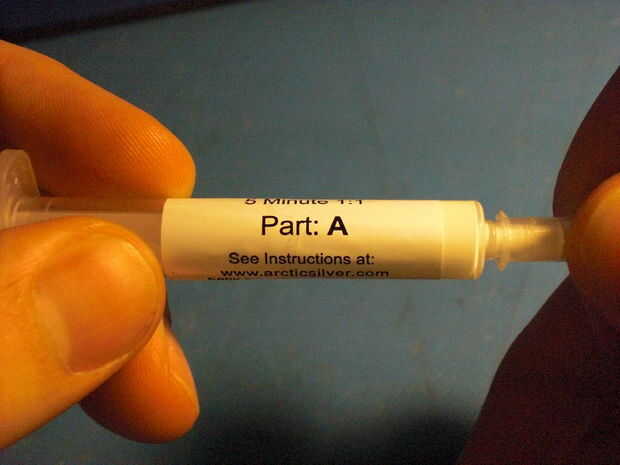 5 Minute 1:1
Part: A
See Instructions at:
www.arcticsilver.com